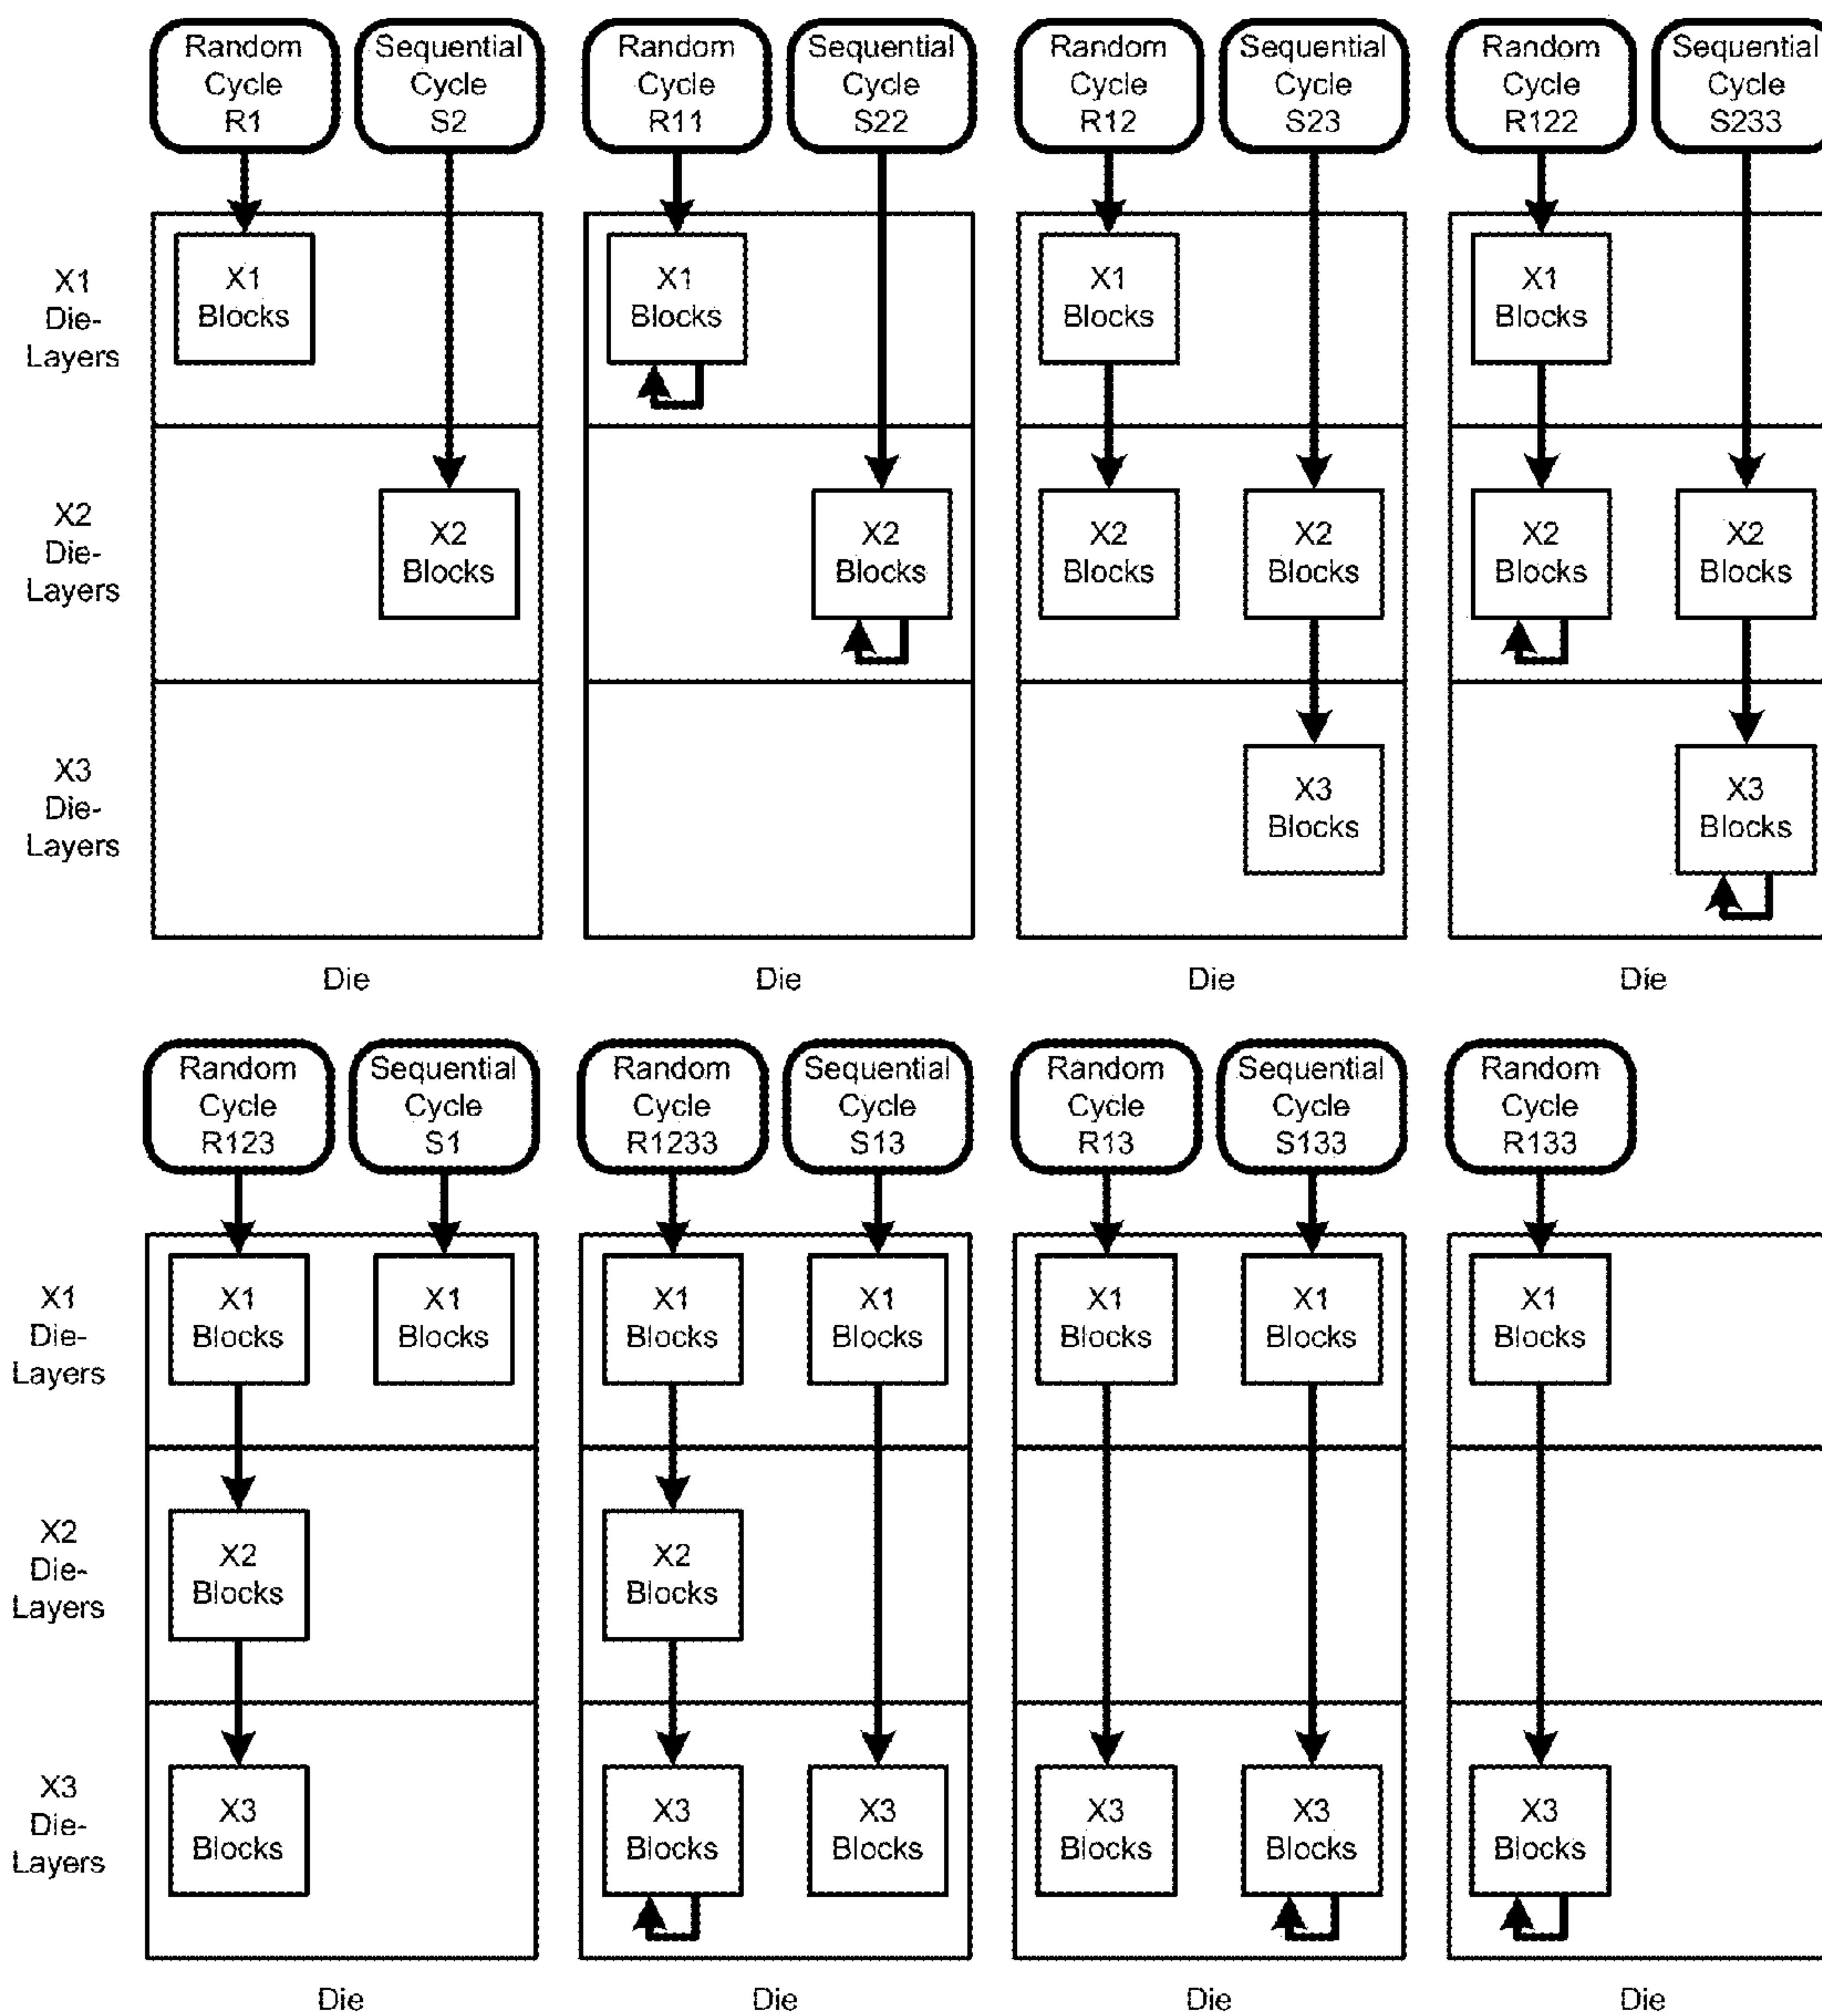 Random
Cycle
R1
Sequential
Cycle
S2
Random
Cycle
R11
Sequential
Cycle
S22
Random
Cycle
R12
Sequential
Cycle
S23
Random
Cycle
R122
Sequential
Cycle
S233
X1
Die-
Layers
X1
Blocks
X1
Blocks
X1
Blocks
X1
Blocks
X2
Die-
Layers
X2
Blocks
X2
Blocks
X2
Blocks
X2
Blocks
X2
Blocks
X2
Blocks
X3
Die-
Layers
X3
Blocks
X3
Blocks
Die
Die
Die
Die
Random
Cycle
R123
Sequential
Cycle
S1
Random
Cycle
R1233
Sequential
Cycle
S13
Random
Cycle
R13
Sequential
Cycle
S133
Random
Cycle
R133
X1
Die-
Layers
X1
Blocks
X1
Blocks
X1
Blocks
X1
Blocks
X1
Blocks
X1
Blocks
X1
Blocks
X2
Die-
Layers
X2
Blocks
X2
Blocks
X3
Die-
Layers
X3
Blocks
X3
Blocks
X3
Blocks
X3
Blocks
X3
Blocks
X3
Blocks
Die
Die
Die
Die